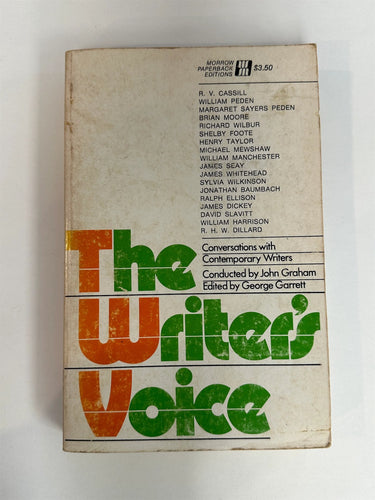 MORROW
PAPERBACK
EDITIONS
$3.50
R. V. CASSILL
WILLIAM PEDEN
MARGARET SAYERS PEDEN
BRIAN MOORE
RICHARD WILBUR
SHELBY FOOTE
HENRY TAYLOR
MICHAEL MEWSHAW
WILLIAM MANCHESTER
JAMES SEAY
JAMES WHITEHEAD
SYLVIA WILKINSON
JONATHAN BAUMBACH
RALPH ELLISON
JAMES DICKEY
DAVID SLAVITT
WILLIAM HARRISON
R. H. W. DILLARD
The
Conversations with
Contemporary Writers
Conducted by John Graham
Edited by George Garrett
Writer's
Voice